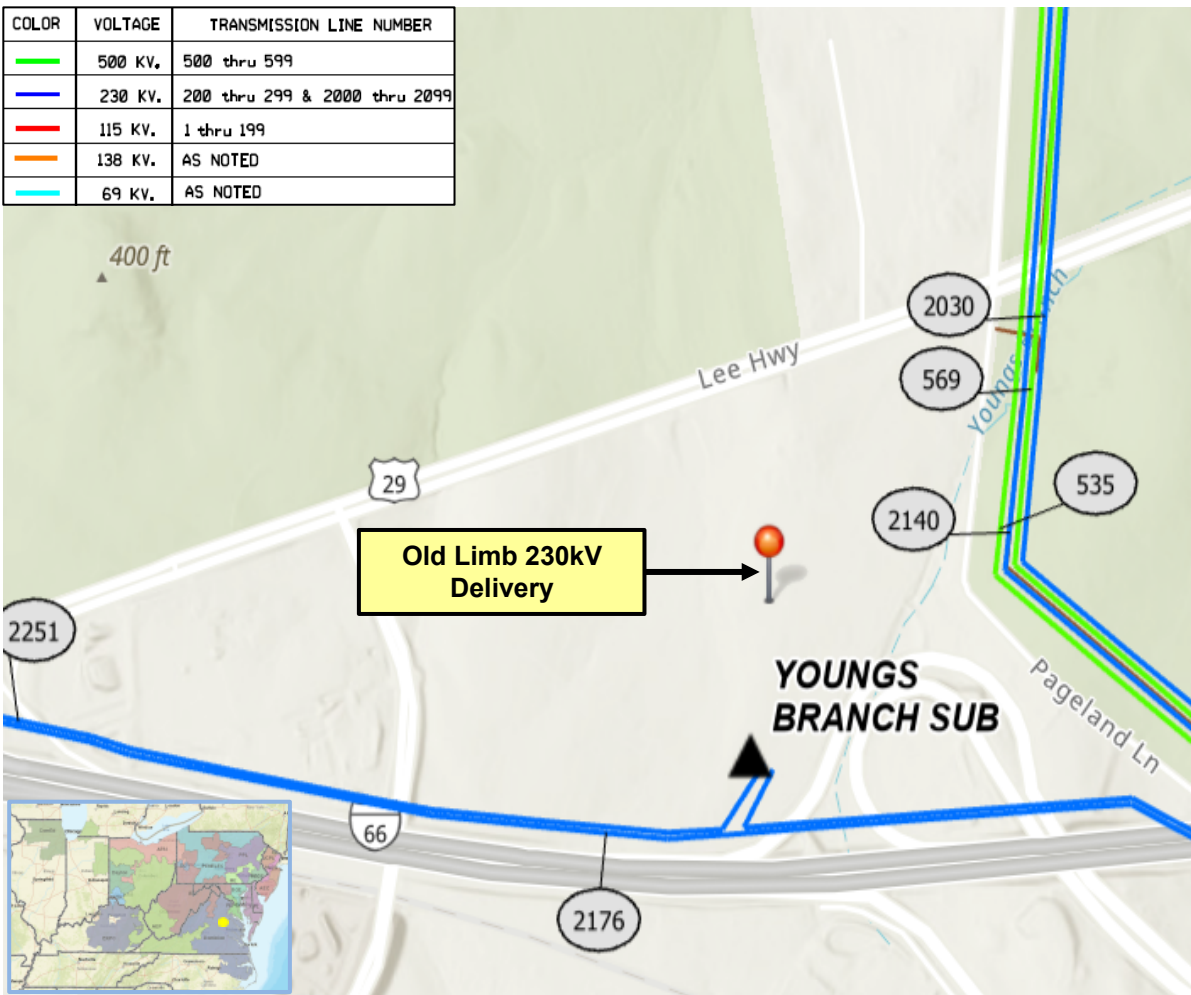 COLOR VOLTAGE TRANSMISSION LINE NUMBER
500 KV. 500 thru 599
230 KV. 200 thru 299 & 2000 thru 2099
115 KV. 1 thru 199
138 KV. AS NOTED
69 KV. AS NOTED
400 ft
2030
Lee Hwy
569
Youngs
29
535
2140
Old Limb 230kV
Delivery
2251
YOUNGS
BRANCH SUB
Pageland Ln
66
2176